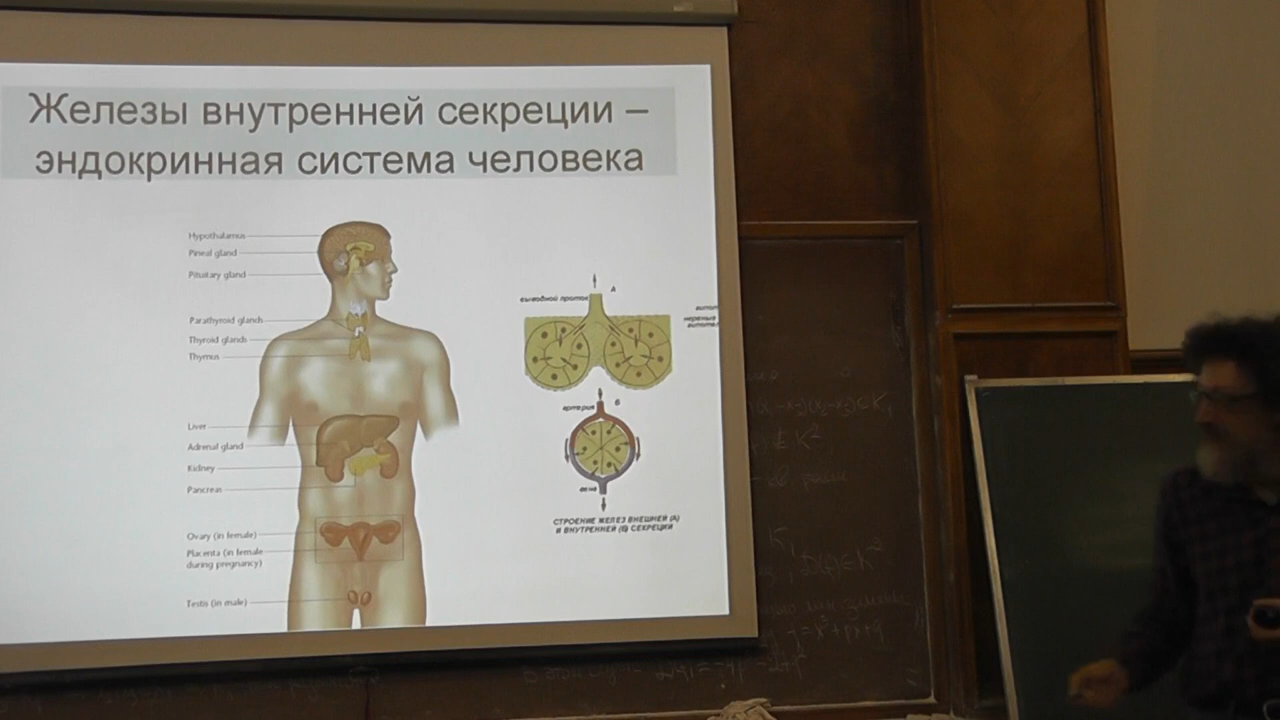 Железы внутренней секреции –
эндокринная система человека
Hypothalamus
Pineal gland
Pituitary gland
Parathyroid glands
Thyroid glands
Thymus
Liver
Adrenal gland
Kidney
Pancreas
Ovary (in female)
Placenta (in female
during pregnancy)
Testis (in male)
А
выводной проток
Б
артерия
вена
СТРОЕНИЕ ЖЕЛЕЗ ВНЕШНЕЙ (А)
И ВНУТРЕННЕЙ (Б) СЕКРЕЦИИ